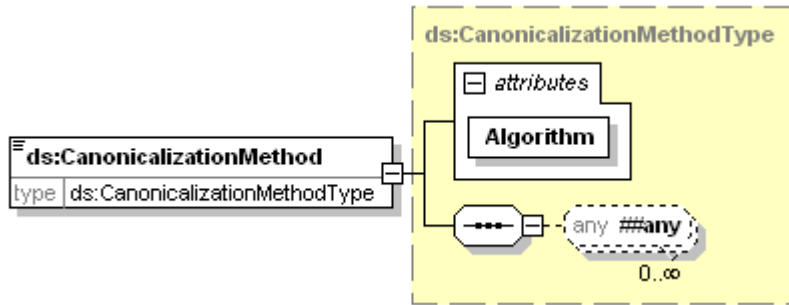 ds:CanonicalizationMethodType
attributes
Algorithm
ds:CanonicalizationMethod
type ds:CanonicalizationMethodType
any ##any
0..∞